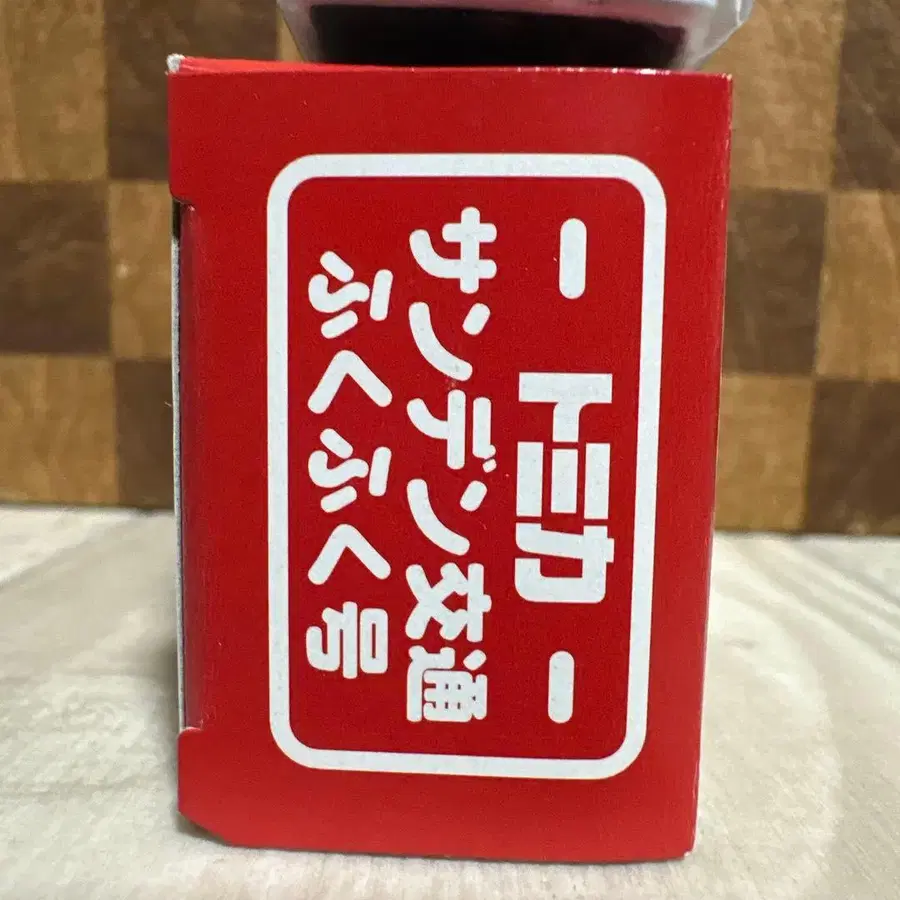 ー トミカ ー
サンデン交通
ふくふく号